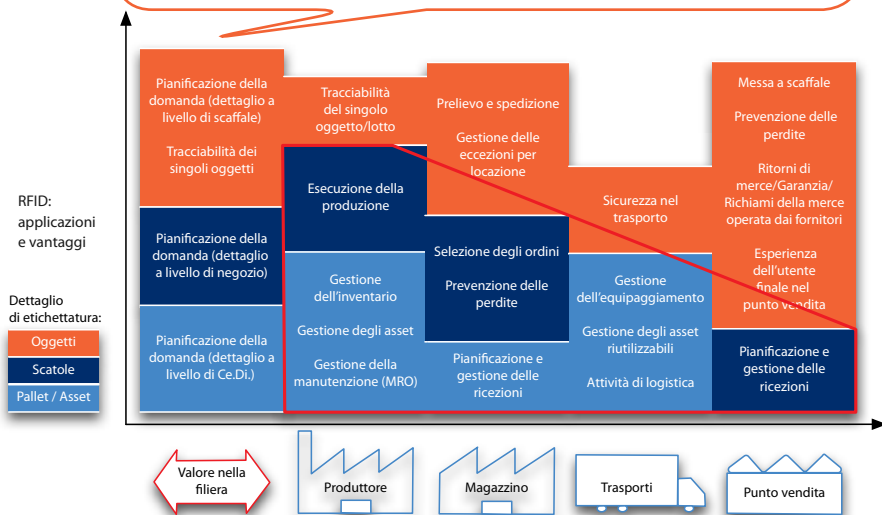 Pianificazione della
domanda (dettaglio a
livello di scaffale)
Tracciabilità dei
singoli oggetti
Tracciabilità
del singolo
oggetto/lotto
Prelievo e spedizione
Gestione delle
eccezioni per
locazione
Sicurezza nel
trasporto
Messa a scaffale
Prevenzione delle
perdite
Ritorni di
merce/Garanzia/
Richiami della merce
operata dai fornitori
Esperienza
dell'utente
finale nel
punto vendita
RFID:
applicazioni
e vantaggi
Pianificazione della
domanda (dettaglio
a livello di negozio)
Esecuzione della
produzione
Selezione degli ordini
Prevenzione delle
perdite
Pianificazione e
gestione delle
ricezioni
Dettaglio
di etichettatura:
Oggetti
Scatole
Pallet / Asset
Pianificazione della
domanda (dettaglio a
livello di Ce.Di.)
Gestione
dell'inventario
Gestione degli asset
Gestione della
manutenzione (MRO)
Pianificazione e
gestione delle
ricezioni
Gestione
dell'equipaggiamento
Gestione degli asset
riutilizzabili
Attività di logistica
Valore nella
filiera
Produttore
Magazzino
Trasporti
Punto vendita